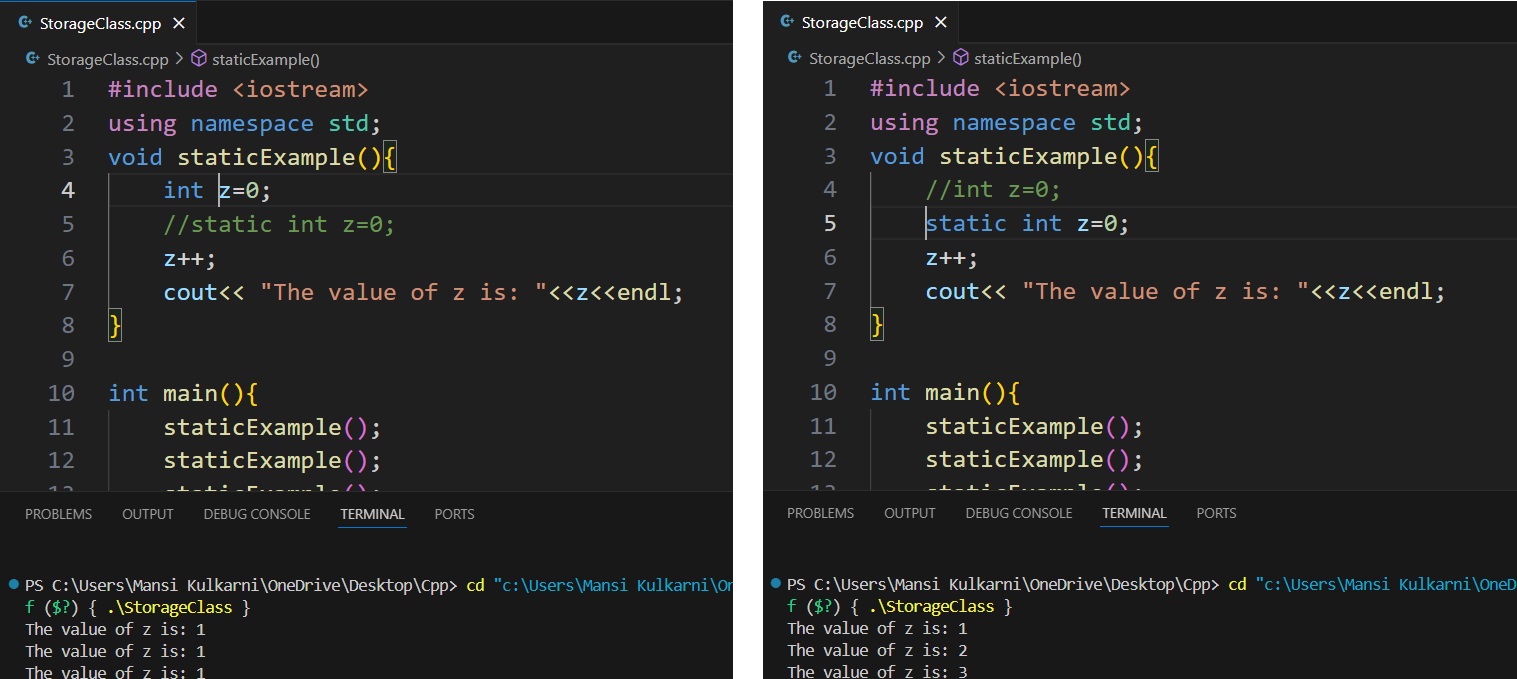 StorageClass.cpp ×
StorageClass.cpp > staticExample()
1 #include <iostream>
2 using namespace std;
3 void staticExample(){
4 int z=0;
5 //static int z=0;
6 z++;
7 cout<< "The value of z is: "<<z<<endl;
8 }
9
10 int main(){
11 staticExample();
12 staticExample();
13 staticExample();
PROBLEMS OUTPUT DEBUG CONSOLE TERMINAL PORTS
PS C:\Users\Mansi Kulkarni\OneDrive\Desktop\Cpp> cd "c:\Users\Mansi Kulkarni\On
f ($?) { .\StorageClass }
The value of z is: 1
The value of z is: 1
The value of z is: 1
StorageClass.cpp ×
StorageClass.cpp > staticExample()
1 #include <iostream>
2 using namespace std;
3 void staticExample(){
4 //int z=0;
5 static int z=0;
6 z++;
7 cout<< "The value of z is: "<<z<<endl;
8 }
9
10 int main(){
11 staticExample();
12 staticExample();
13 staticExample();
PROBLEMS OUTPUT DEBUG CONSOLE TERMINAL PORTS
PS C:\Users\Mansi Kulkarni\OneDrive\Desktop\Cpp> cd "c:\Users\Mansi Kulkarni\OneD
f ($?) { .\StorageClass }
The value of z is: 1
The value of z is: 2
The value of z is: 3